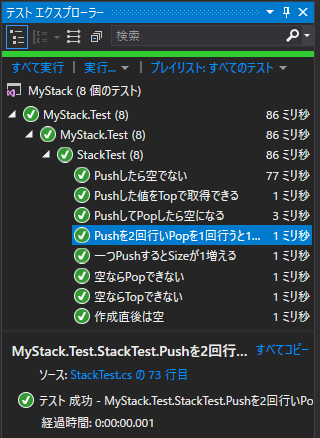 テスト エクスプローラー
検索
すべて実行 | 実行... | プレイリスト: すべてのテスト
MyStack (8 個のテスト)
MyStack.Test (8) 86 ミリ秒
MyStack.Test (8) 86 ミリ秒
StackTest (8) 86 ミリ秒
Pushしたら空でない 77 ミリ秒
Pushした値をTopで取得できる 1 ミリ秒
PushしてPopしたら空になる 3 ミリ秒
Pushを2回行いPopを1回行うと1... 1 ミリ秒
一つPushするとSizeが1増える 1 ミリ秒
空ならPopできない 1 ミリ秒
空ならTopできない 1 ミリ秒
作成直後は空 1 ミリ秒
MyStack.Test.StackTest.Pushを2回行... すべてコピー
ソース: StackTest.cs の 73 行目
テスト 成功 - MyStack.Test.StackTest.Pushを2回行いPo
経過時間: 0:00:00.001